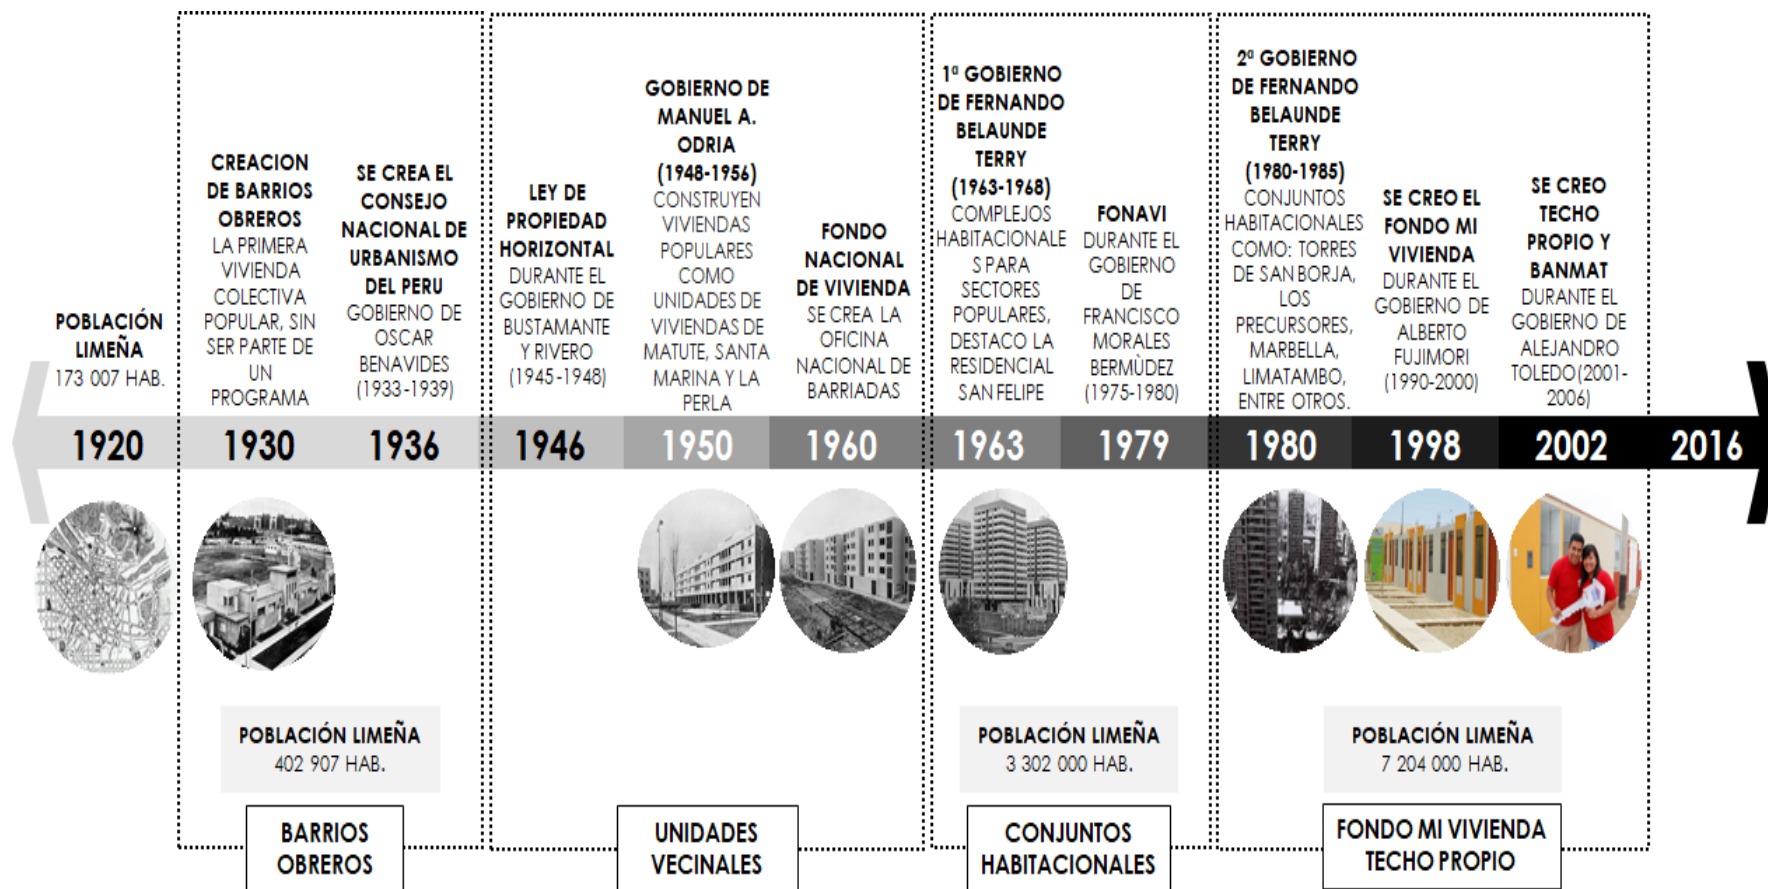 POBLACIÓN
LIMEÑA
173 007 HAB.
CREACION
DE BARRIOS
OBREROS
LA PRIMERA
VIVIENDA
COLECTIVA
POPULAR, SIN
SER PARTE DE
UN
PROGRAMA
SE CREA EL
CONSEJO
NACIONAL DE
URBANISMO
DEL PERU
GOBIERNO DE
OSCAR
BENAVIDES
(1933-1939)
LEY DE
PROPIEDAD
HORIZONTAL
DURANTE EL
GOBIERNO DE
BUSTAMANTE
Y RIVERO
(1945-1948)
GOBIERNO DE
MANUEL A.
ODRIA
(1948-1956)
CONSTRUYEN
VIVIENDAS
POPULARES
COMO
UNIDADES DE
VIVIENDAS DE
MATUTE, SANTA
MARINA Y LA
PERLA
FONDO
NACIONAL
DE VIVIENDA
SE CREA LA
OFICINA
NACIONAL DE
BARRIADAS
1ª GOBIERNO
DE FERNANDO
BELAUNDE
TERRY
(1963-1968)
COMPLEJOS
HABITACIONALE
S PARA
SECTORES
POPULARES,
DESTACO LA
RESIDENCIAL
SAN FELIPE
FONAVI
DURANTE EL
GOBIERNO
DE
FRANCISCO
MORALES
BERMÙDEZ
(1975-1980)
2ª GOBIERNO
DE FERNANDO
BELAUNDE
TERRY
(1980-1985)
CONJUNTOS
HABITACIONALES
COMO: TORRES
DE SAN BORJA,
LOS
PRECURSORES,
MARBELLA,
LIMATAMBO,
ENTRE OTROS.
SE CREO EL
FONDO MI
VIVIENDA
DURANTE EL
GOBIERNO DE
ALBERTO
FUJIMORI
(1990-2000)
SE CREO
TECHO
PROPIO Y
BANMAT
DURANTE EL
GOBIERNO DE
ALEJANDRO
TOLEDO(2001-
2006)
1920 1930 1936 1946 1950 1960 1963 1979 1980 1998 2002 2016
POBLACIÓN LIMEÑA
402 907 HAB.
POBLACIÓN LIMEÑA
3 302 000 HAB.
POBLACIÓN LIMEÑA
7 204 000 HAB.
BARRIOS
OBREROS
UNIDADES
VECINALES
CONJUNTOS
HABITACIONALES
FONDO MI VIVIENDA
TECHO PROPIO